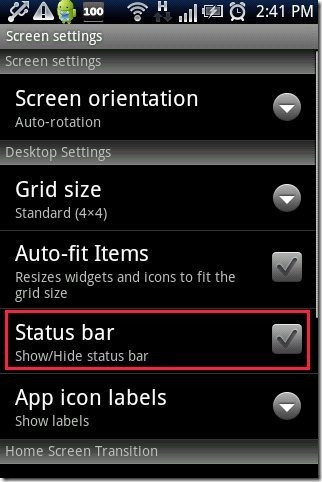 100 H 2:41 PM
Screen settings
Screen settings
Screen orientation
Auto-rotation
Desktop Settings
Grid size
Standard (4×4)
Auto-fit Items
Resizes widgets and icons to fit the
grid size
Status bar
Show/Hide status bar
App icon labels
Show labels
Home Screen Transition